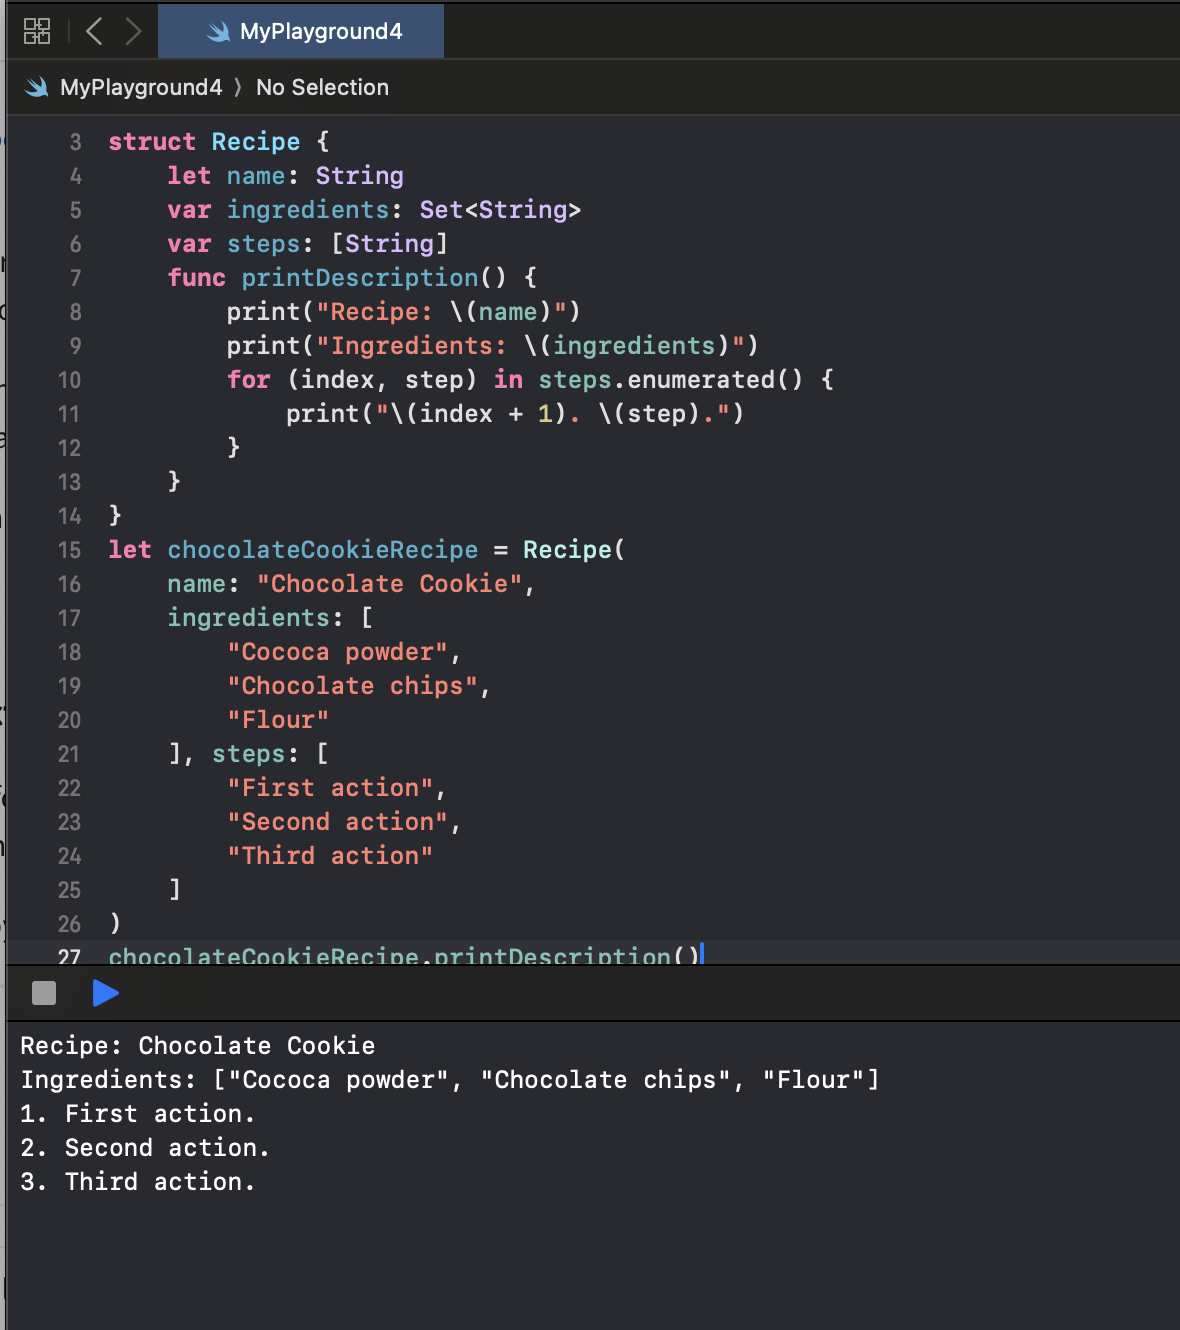 MyPlayground4
MyPlayground4 ⟩ No Selection
3 struct Recipe {
4     let name: String
5     var ingredients: Set<String>
6     var steps: [String]
7     func printDescription() {
8         print("Recipe: \(name)")
9         print("Ingredients: \(ingredients)")
10         for (index, step) in steps.enumerated() {
11             print("\(index + 1). \(step).")
12         }
13     }
14 }
15 let chocolateCookieRecipe = Recipe(
16     name: "Chocolate Cookie",
17     ingredients: [
18         "Cococa powder",
19         "Chocolate chips",
20         "Flour"
21     ], steps: [
22         "First action",
23         "Second action",
24         "Third action"
25     ]
26 )
27 chocolateCookieRecipe.printDescription()
Recipe: Chocolate Cookie
Ingredients: ["Cococa powder", "Chocolate chips", "Flour"]
1. First action.
2. Second action.
3. Third action.